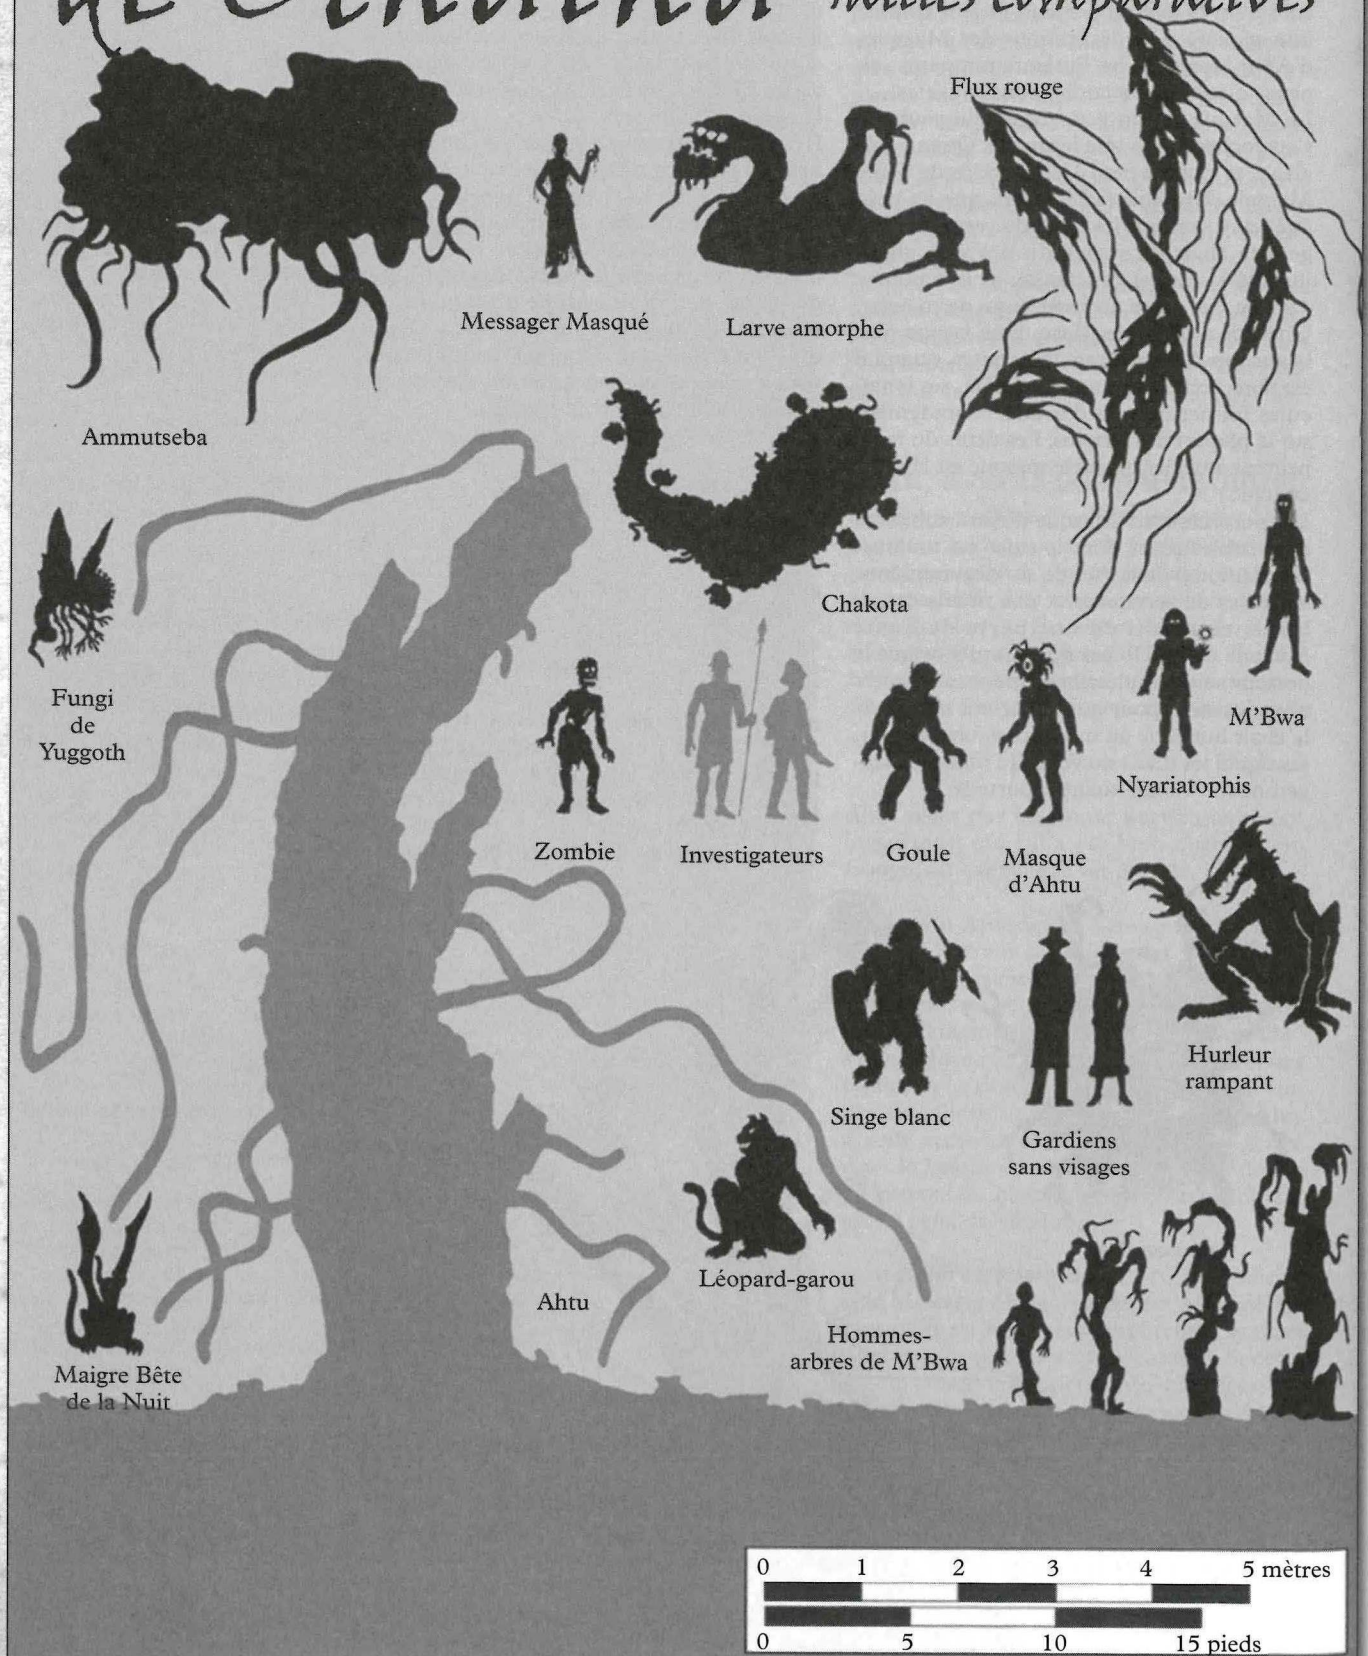 tailles comparatives
Flux rouge
Messager Masqué
Larve amorphe
Ammutseba
Chakota
Fungi
de
Yuggoth
M'Bwa
Nyariatophis
Zombie
Investigateurs
Goule
Masque
d'Ahtu
Hurleur
rampant
Singe blanc
Gardiens
sans visages
Léopard-garou
Ahtu
Hommes-
arbres de M'Bwa
Maigre Bête
de la Nuit
0 1 2 3 4 5 mètres
0 5 10 15 pieds